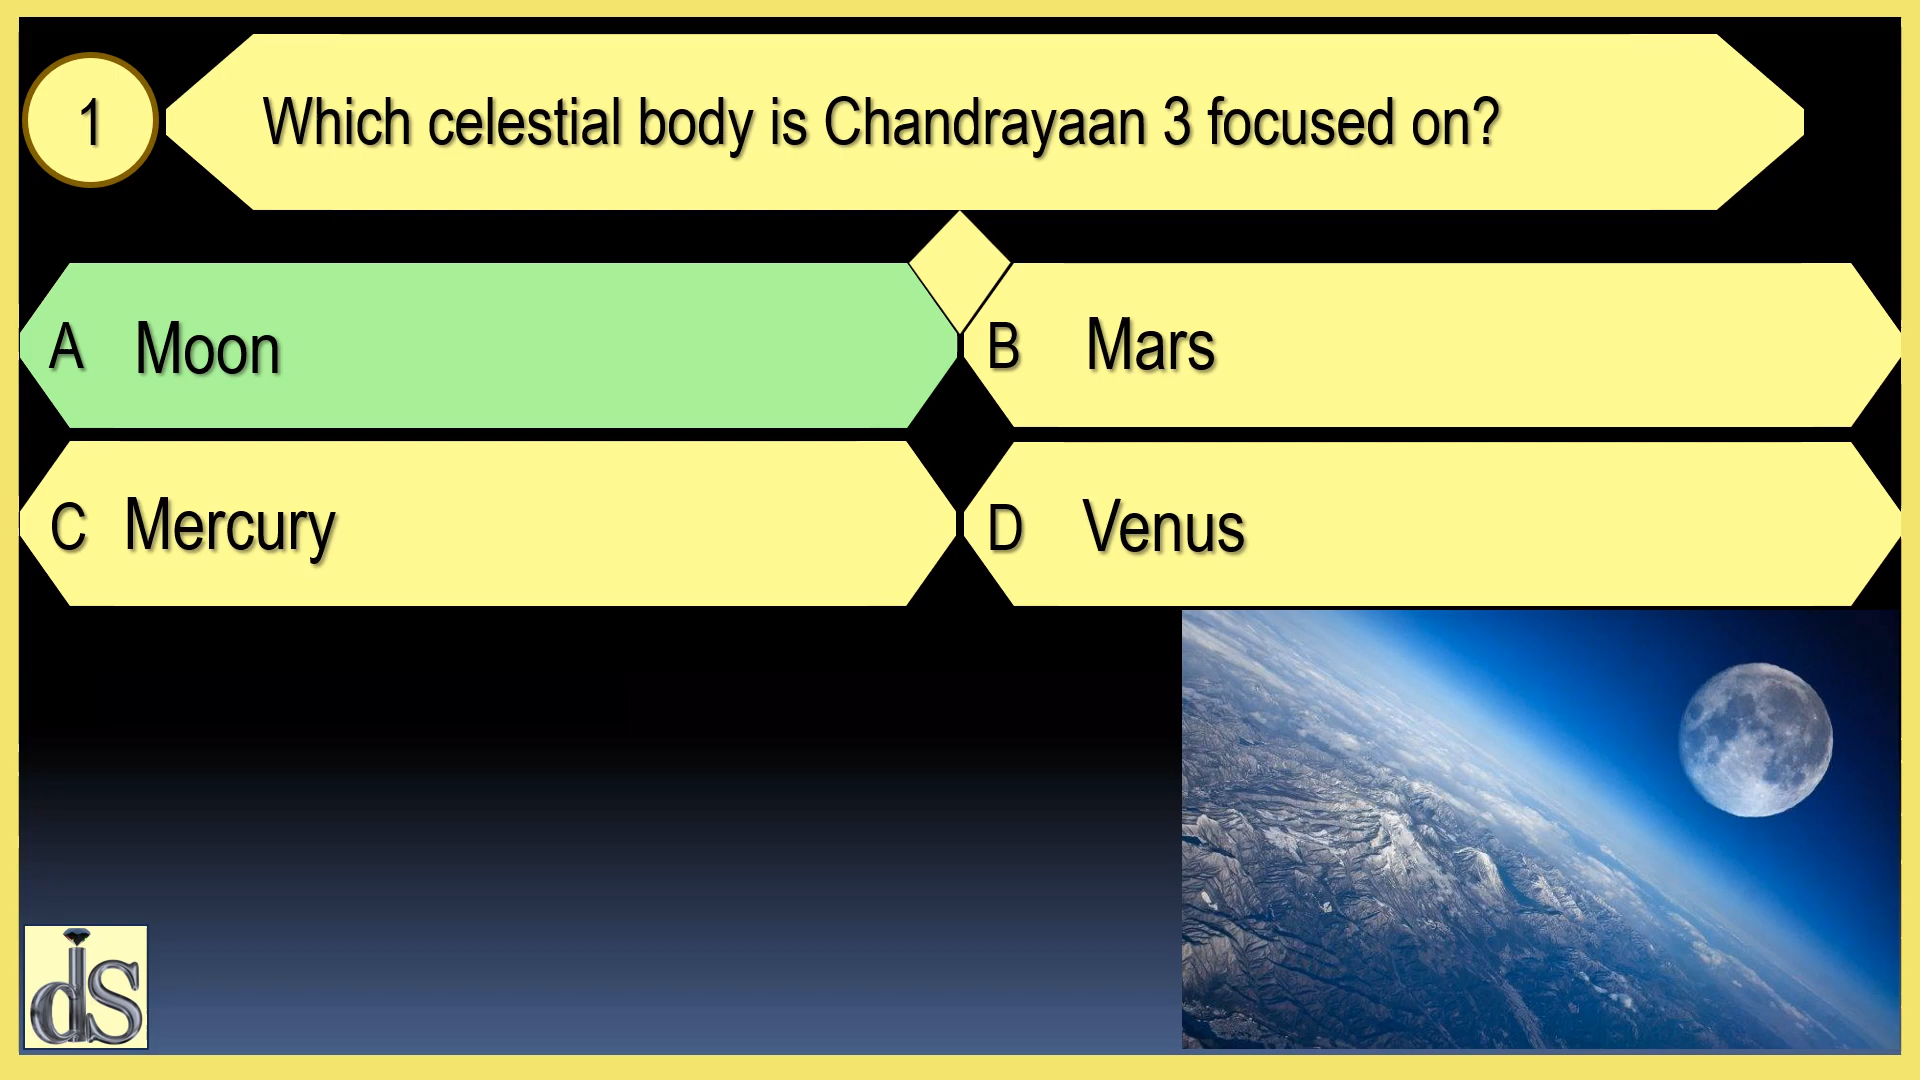 1
Which celestial body is Chandrayaan 3 focused on?
A Moon
B Mars
C Mercury
D Venus
ds